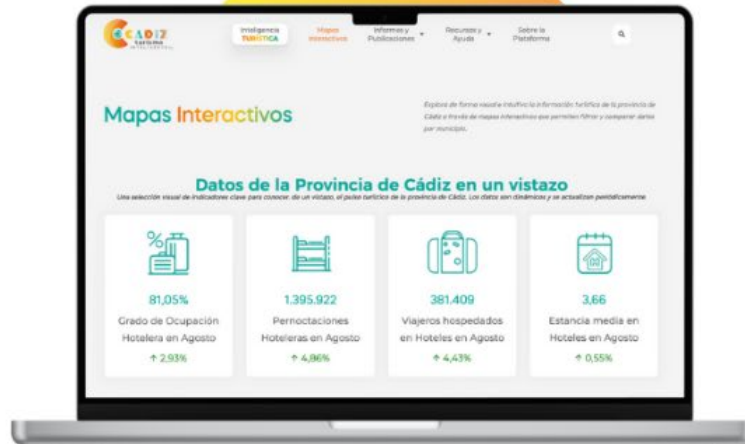 CÁDIZ
turismo
INTELIGENTE
Inteligencia
TURÍSTICA
Mapas
Interactivos
Informes y
Publicaciones
Recursos y
Ayuda
Sobre la
Plataforma
Mapas Interactivos
Explora de forma visual e intuitiva la información turística de la provincia de
Cádiz a través de mapas interactivos que permiten filtrar y comparar datos
por municipio.
Datos de la Provincia de Cádiz en un vistazo
Una selección visual de indicadores clave para conocer, de un vistazo, el pulso turístico de la provincia de Cádiz. Los datos son dinámicos y se actualizan periódicamente.
81,05%
Grado de Ocupación
Hotelera en Agosto
↑ 2,93%
1.395.922
Pernoctaciones
Hoteleras en Agosto
↑ 4,86%
381.409
Viajeros hospedados
en Hoteles en Agosto
↑ 4,43%
3,66
Estancia media en
Hoteles en Agosto
↑ 0,55%